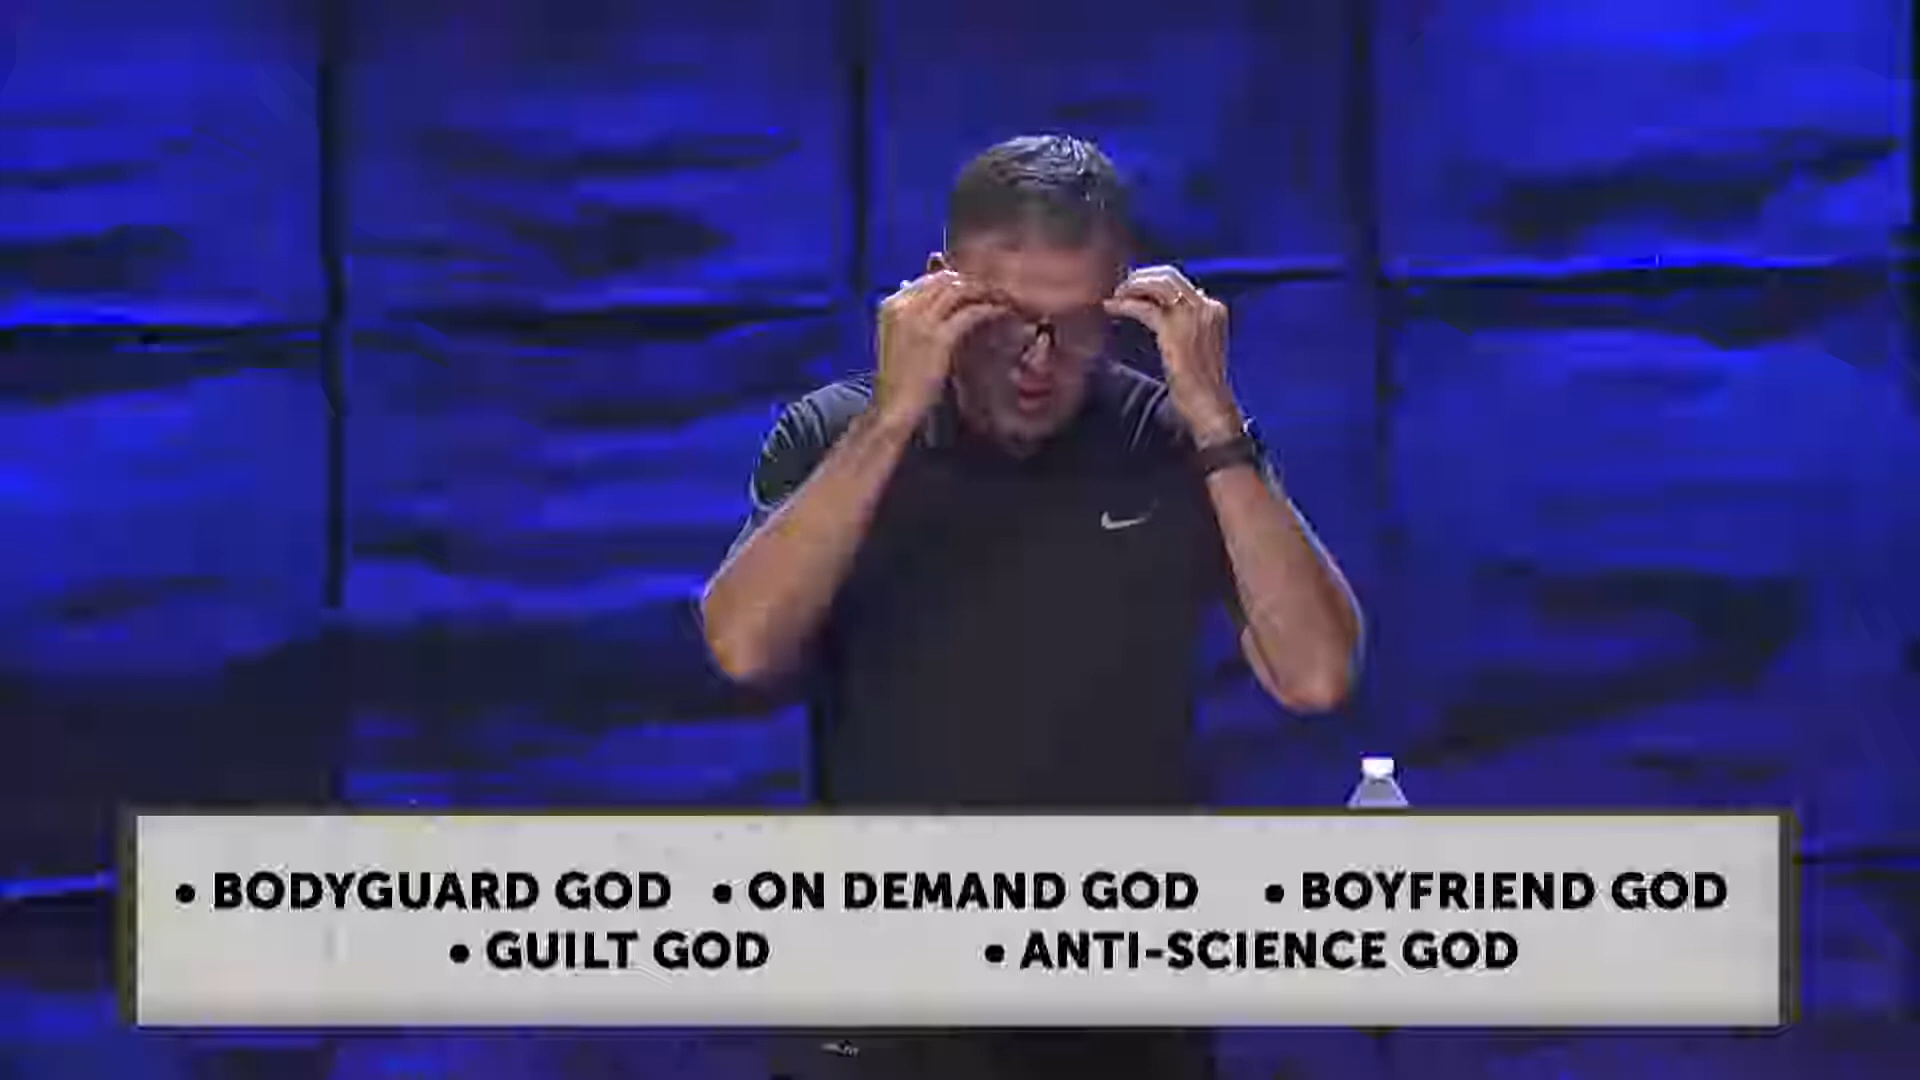 • BODYGUARD GOD • ON DEMAND GOD • BOYFRIEND GOD
• GUILT GOD • ANTI-SCIENCE GOD